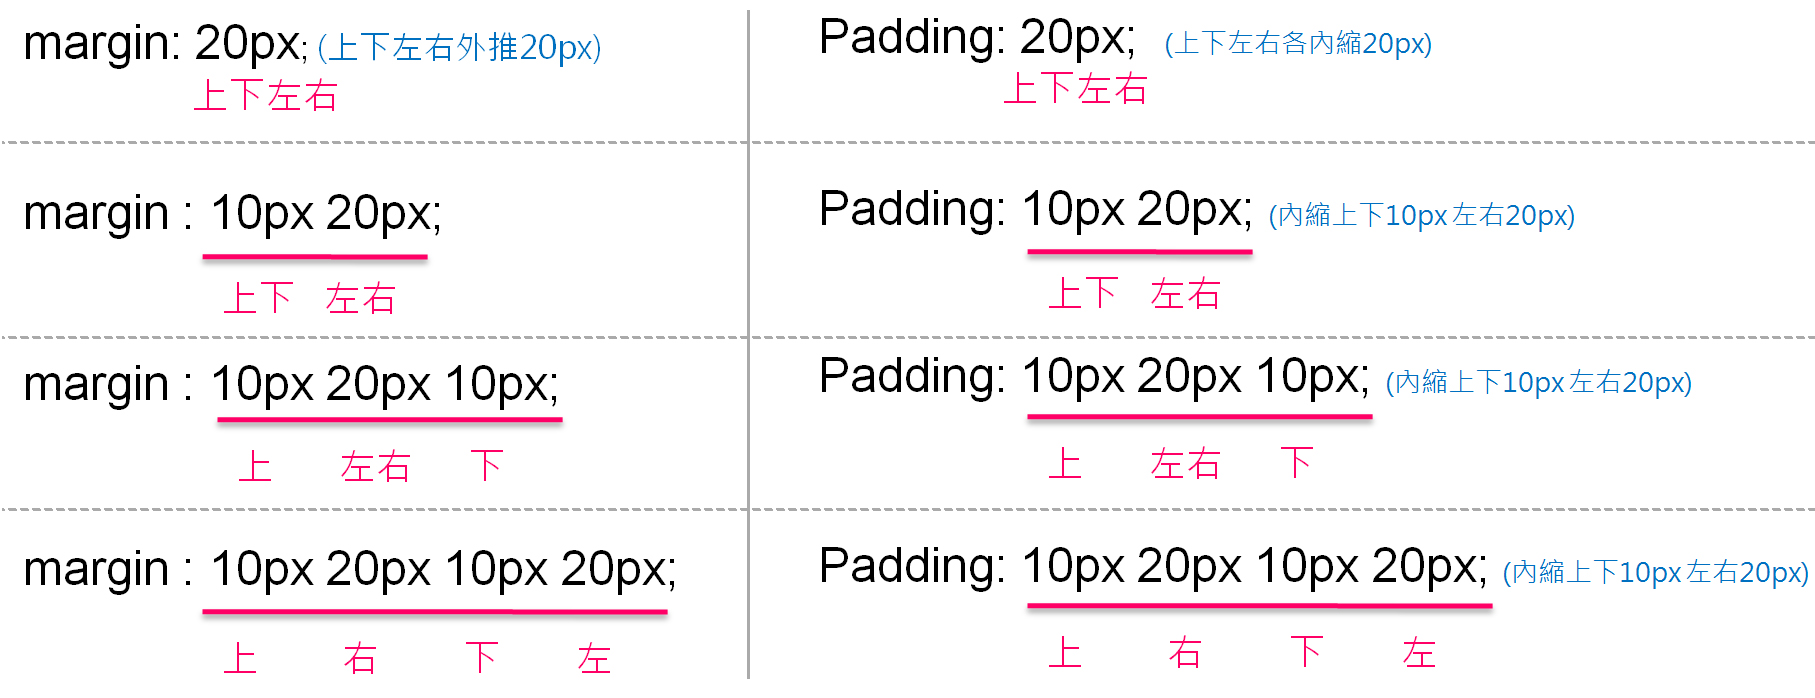 margin: 20px; (上下左右外推20px)
上下左右
Padding: 20px; (上下左右各內縮20px)
上下左右
margin : 10px 20px;
上下 左右
Padding: 10px 20px; (內縮上下10px 左右20px)
上下 左右
margin : 10px 20px 10px;
上 左右 下
Padding: 10px 20px 10px; (內縮上下10px 左右20px)
上 左右 下
margin : 10px 20px 10px 20px;
上 右 下 左
Padding: 10px 20px 10px 20px; (內縮上下10px 左右20px)
上 右 下 左